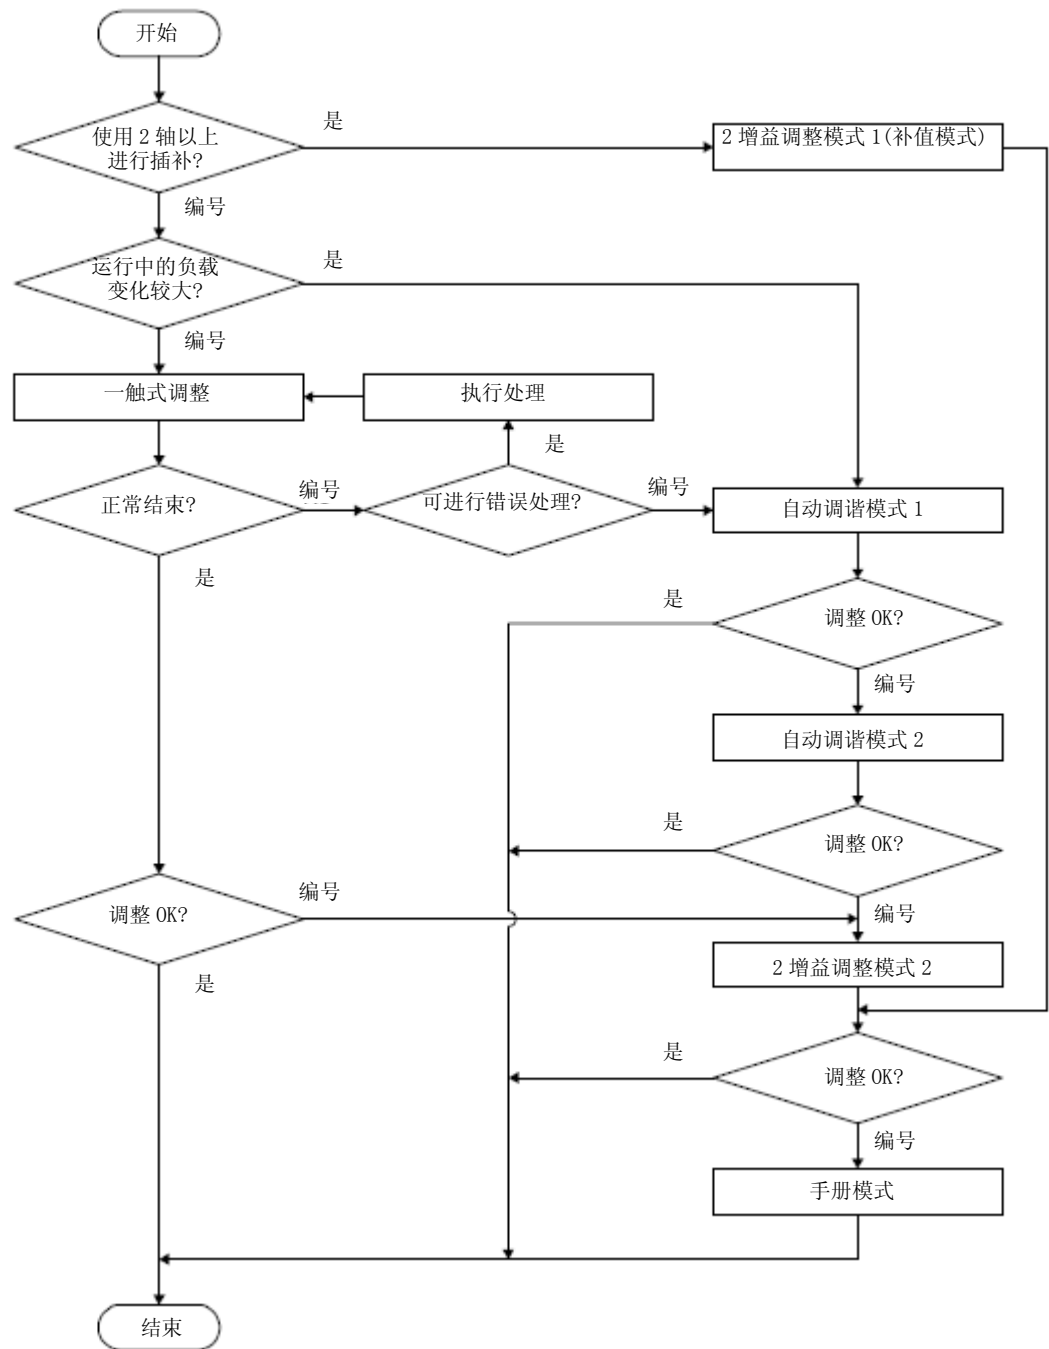 开始
使用 2 轴以上
进行插补?
是
2 增益调整模式 1(补值模式)
编号
运行中的负载
变化较大?
是
编号
一触式调整
执行处理
是
正常结束?
编号
可进行错误处理?
编号
自动调谐模式 1
是
是
调整 OK?
编号
自动调谐模式 2
是
调整 OK?
编号
调整 OK?
编号
2 增益调整模式 2
是
是
调整 OK?
编号
手册模式
结束